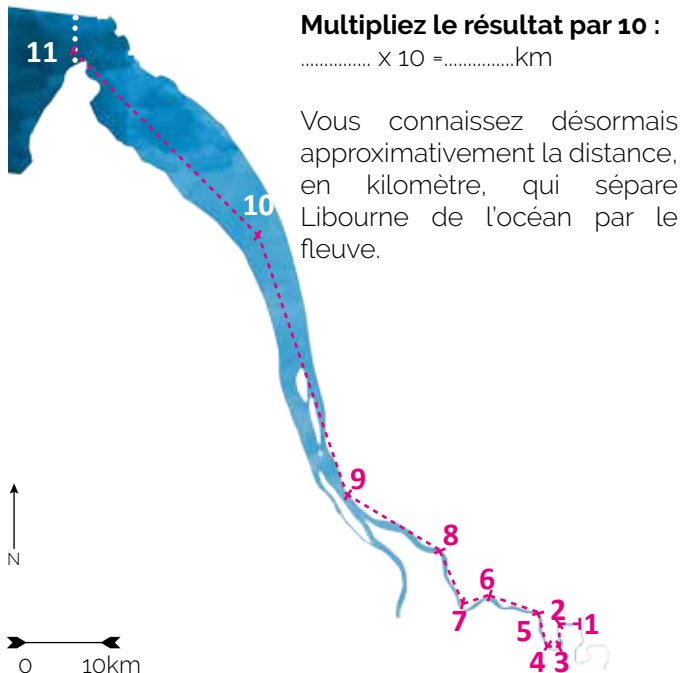 Multipliez le résultat par 10 :
............... x 10 =...............km
Vous connaissez désormais
approximativement la distance,
en kilomètre, qui sépare
Libourne de l'océan par le
fleuve.
11
10
9
8
6
7
2
1
5
4
3
N
0
10km